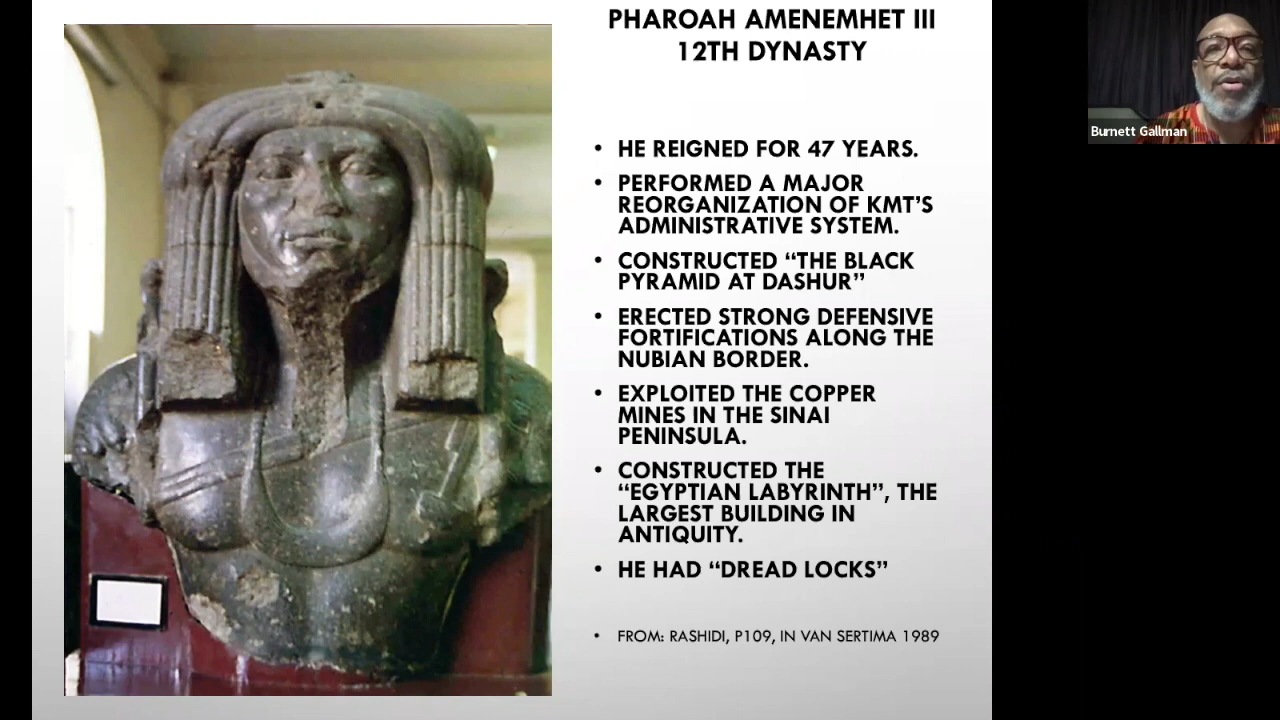 PHAROAH AMENEMHET III
12TH DYNASTY
• HE REIGNED FOR 47 YEARS.
• PERFORMED A MAJOR
REORGANIZATION OF KMT’S
ADMINISTRATIVE SYSTEM.
• CONSTRUCTED “THE BLACK
PYRAMID AT DASHUR”
• ERECTED STRONG DEFENSIVE
FORTIFICATIONS ALONG THE
NUBIAN BORDER.
• EXPLOITED THE COPPER
MINES IN THE SINAI
PENINSULA.
• CONSTRUCTED THE
“EGYPTIAN LABYRINTH”, THE
LARGEST BUILDING IN
ANTIQUITY.
• HE HAD “DREAD LOCKS”
• FROM: RASHIDI, P109, IN VAN SERTIMA 1989
Burnett Gallman